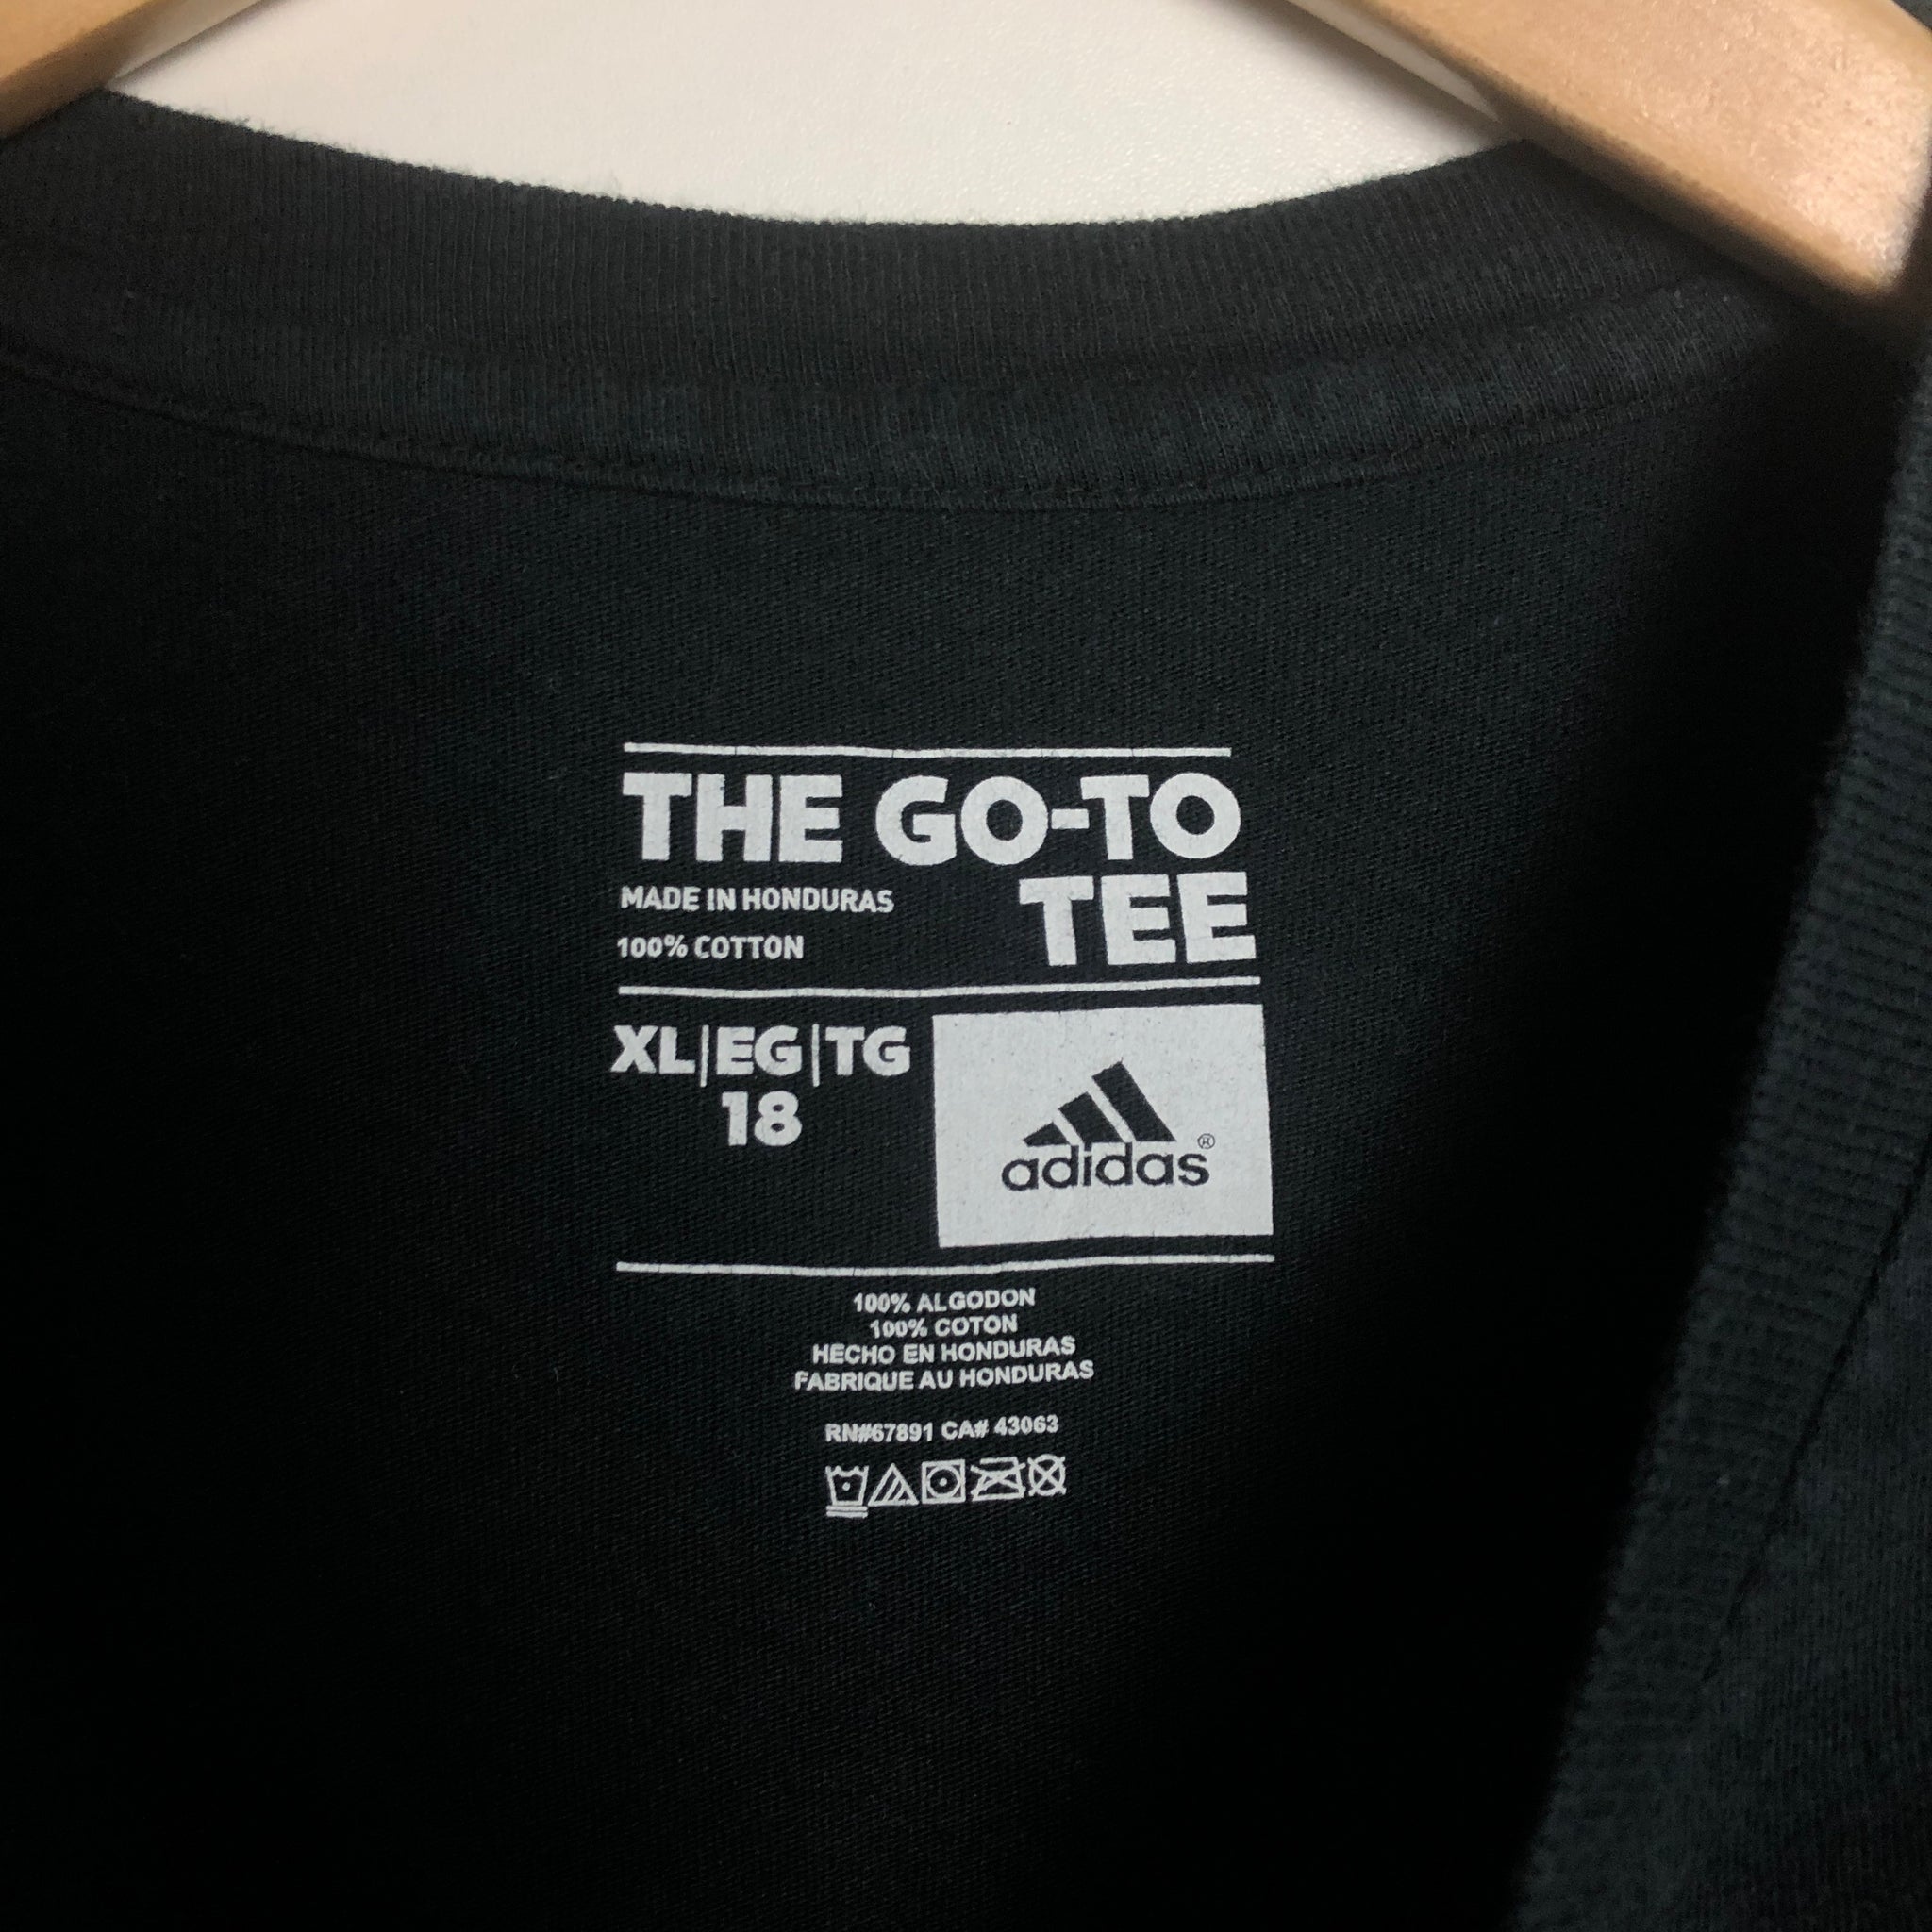 THE GO-TO
TEE
MADE IN HONDURAS
100% COTTON
XL|EG|TG
18
adidas®
100% ALGODON
100% COTON
HECHO EN HONDURAS
FABRIQUE AU HONDURAS
RN#67891 CA# 43063